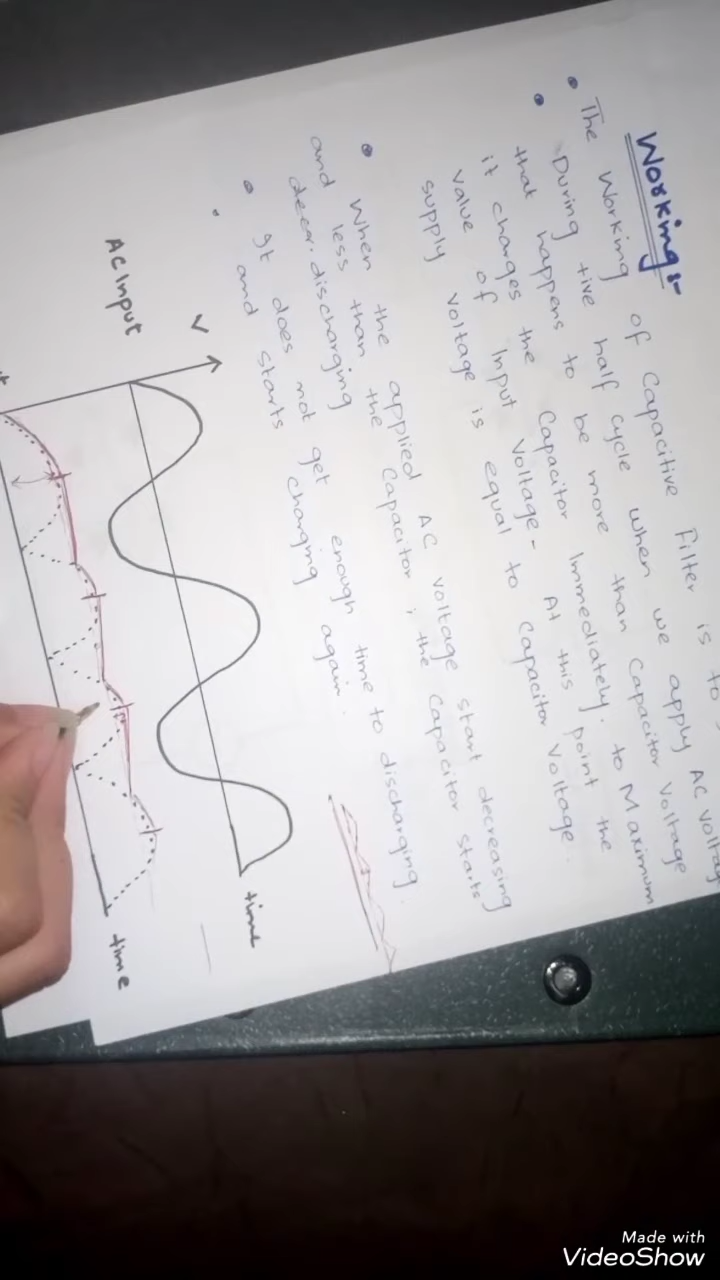 Working:-
• The Working of Capacitive Filter is to
• During +ive half cycle when we apply AC voltag
that happens to be more than Capacitor Voltage
it charges the Capacitor Immediately. to Maximum
value of Input Voltage - At this point the
supply voltage is equal to Capacitor Voltage.
• When the applied AC voltage start decreasing
and less than the Capacitor, the Capacitor starts
decer. discharging
• It does not get enough time to discharging.
and starts charging again.
V
AC Input
time
time
Made with
VideoShow